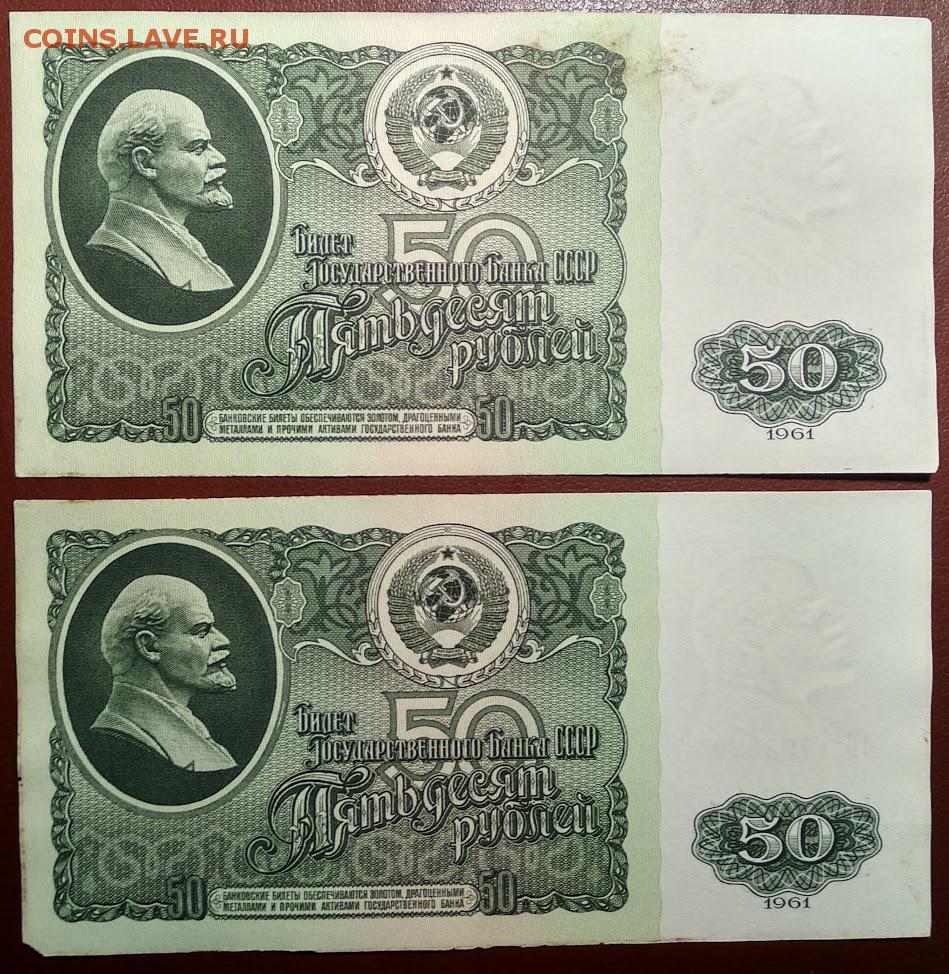 COINS.LAVE.RU
50
Билет
Государственного Банка СССР
Пятьдесят
рублей
50
БАНКОВСКИЕ БИЛЕТЫ ОБЕСПЕЧИВАЮТСЯ ЗОЛОТОМ, ДРАГОЦЕННЫМИ
МЕТАЛЛАМИ И ПРОЧИМИ АКТИВАМИ ГОСУДАРСТВЕННОГО БАНКА
50
50
1961
50
Билет
Государственного Банка СССР
Пятьдесят
рублей
50
БАНКОВСКИЕ БИЛЕТЫ ОБЕСПЕЧИВАЮТСЯ ЗОЛОТОМ, ДРАГОЦЕННЫМИ
МЕТАЛЛАМИ И ПРОЧИМИ АКТИВАМИ ГОСУДАРСТВЕННОГО БАНКА
50
50
1961